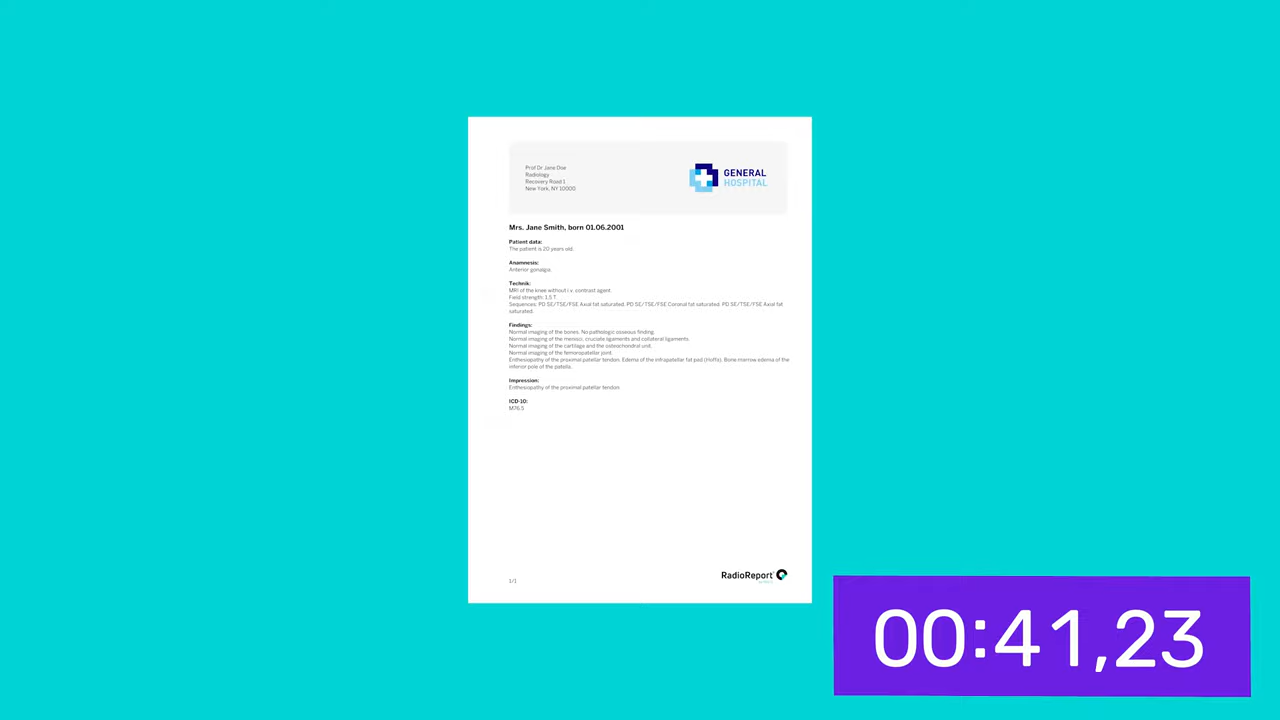 Prof Dr Jane Doe
Radiology
Recovery Road 1
New York, NY 10000
GENERAL
HOSPITAL
Mrs. Jane Smith, born 01.06.2001
Patient data:
The patient is 20 years old.
Anamnesis:
Anterior gonalgia.
Technik:
MRI of the knee without i.v. contrast agent.
Field strength: 1,5 T.
Sequences: PD SE/TSE/FSE Axial fat saturated. PD SE/TSE/FSE Coronal fat saturated. PD SE/TSE/FSE Axial fat
saturated.
Findings:
Normal imaging of the bones. No pathologic osseous finding.
Normal imaging of the menisci, cruciate ligaments and collateral ligaments.
Normal imaging of the cartilage and the osteochondral unit.
Normal imaging of the femoropatellar joint.
Enthesiopathy of the proximal patellar tendon. Edema of the infrapatellar fat pad (Hoffa). Bone marrow edema of the
inferior pole of the patella.
Impression:
Enthesiopathy of the proximal patellar tendon
ICD-10:
M76.5
1/1
RadioReport®
00:41,23